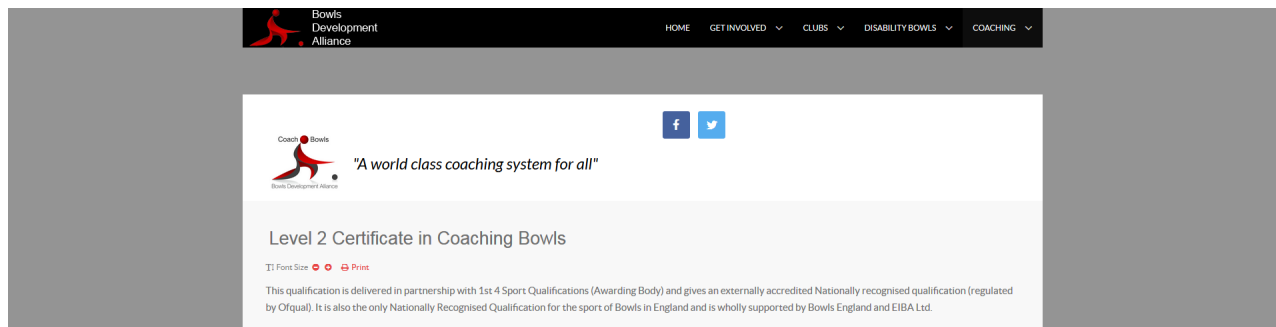 Bowls
Development
Alliance
HOME GET INVOLVED CLUBS DISABILITY BOWLS COACHING
Coach Bowls
Bowls Development Alliance
"A world class coaching system for all"
Level 2 Certificate in Coaching Bowls
Font Size Print
This qualification is delivered in partnership with 1st 4 Sport Qualifications (Awarding Body) and gives an externally accredited Nationally recognised qualification (regulated
by Ofqual). It is also the only Nationally Recognised Qualification for the sport of Bowls in England and is wholly supported by Bowls England and EIBA Ltd.